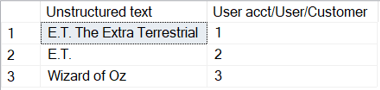 Unstructured text User acct/User/Customer
1 E.T. The Extra Terrestrial 1
2 E.T. 2
3 Wizard of Oz 3